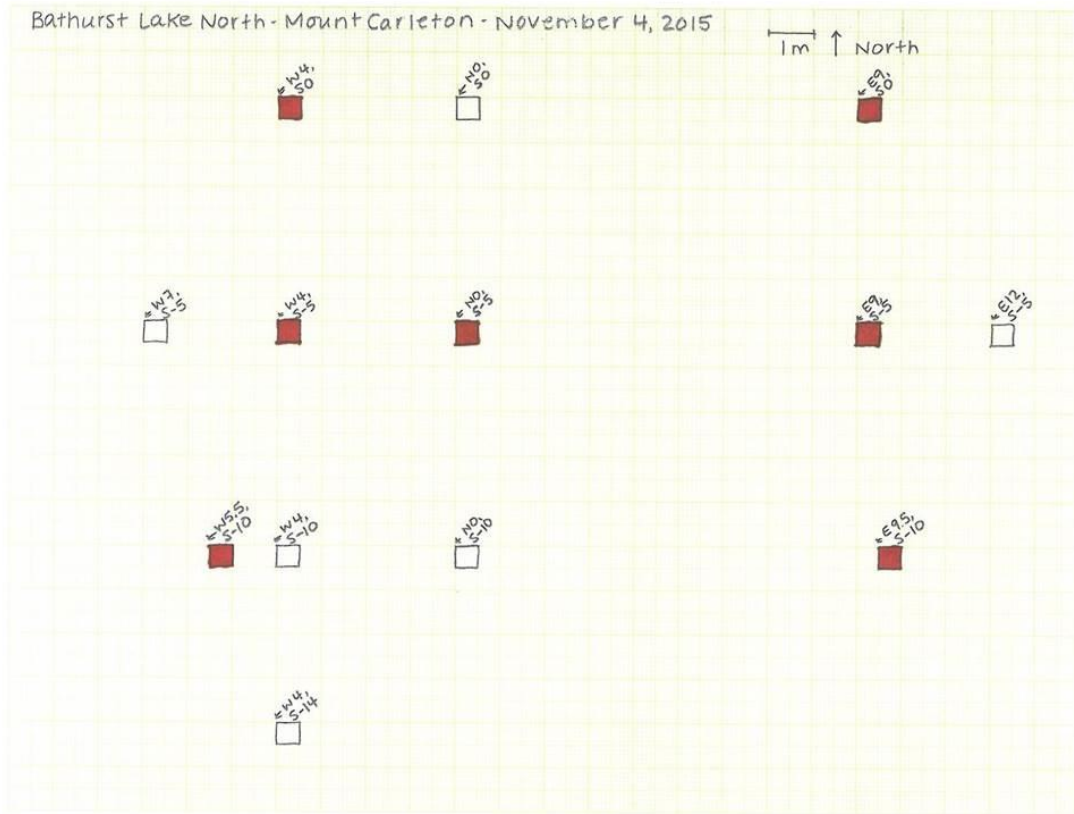 Bathurst Lake North - Mount Carleton - November 4, 2015
1m ↑ North
W4,
S0
N0,
S0
E9,
S0
W7,
S-5
W4,
S-5
N0,
S-5
E9,
S-5
E12,
S-5
W5.5,
S-10
W4,
S-10
N0,
S-10
E9.5,
S-10
W4,
S-14